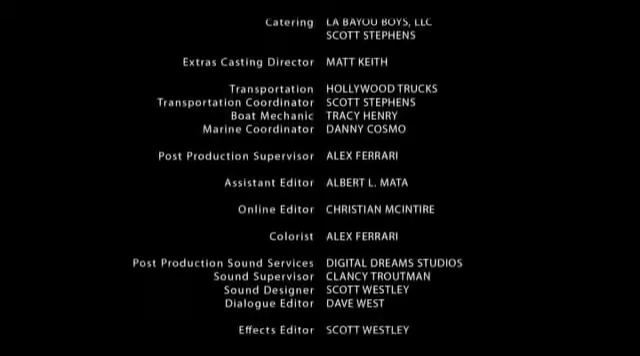 Catering LA BAYOU BOYS, LLC
SCOTT STEPHENS
Extras Casting Director MATT KEITH
Transportation HOLLYWOOD TRUCKS
Transportation Coordinator SCOTT STEPHENS
Boat Mechanic TRACY HENRY
Marine Coordinator DANNY COSMO
Post Production Supervisor ALEX FERRARI
Assistant Editor ALBERT L. MATA
Online Editor CHRISTIAN MCINTIRE
Colorist ALEX FERRARI
Post Production Sound Services DIGITAL DREAMS STUDIOS
Sound Supervisor CLANCY TROUTMAN
Sound Designer SCOTT WESTLEY
Dialogue Editor DAVE WEST
Effects Editor SCOTT WESTLEY